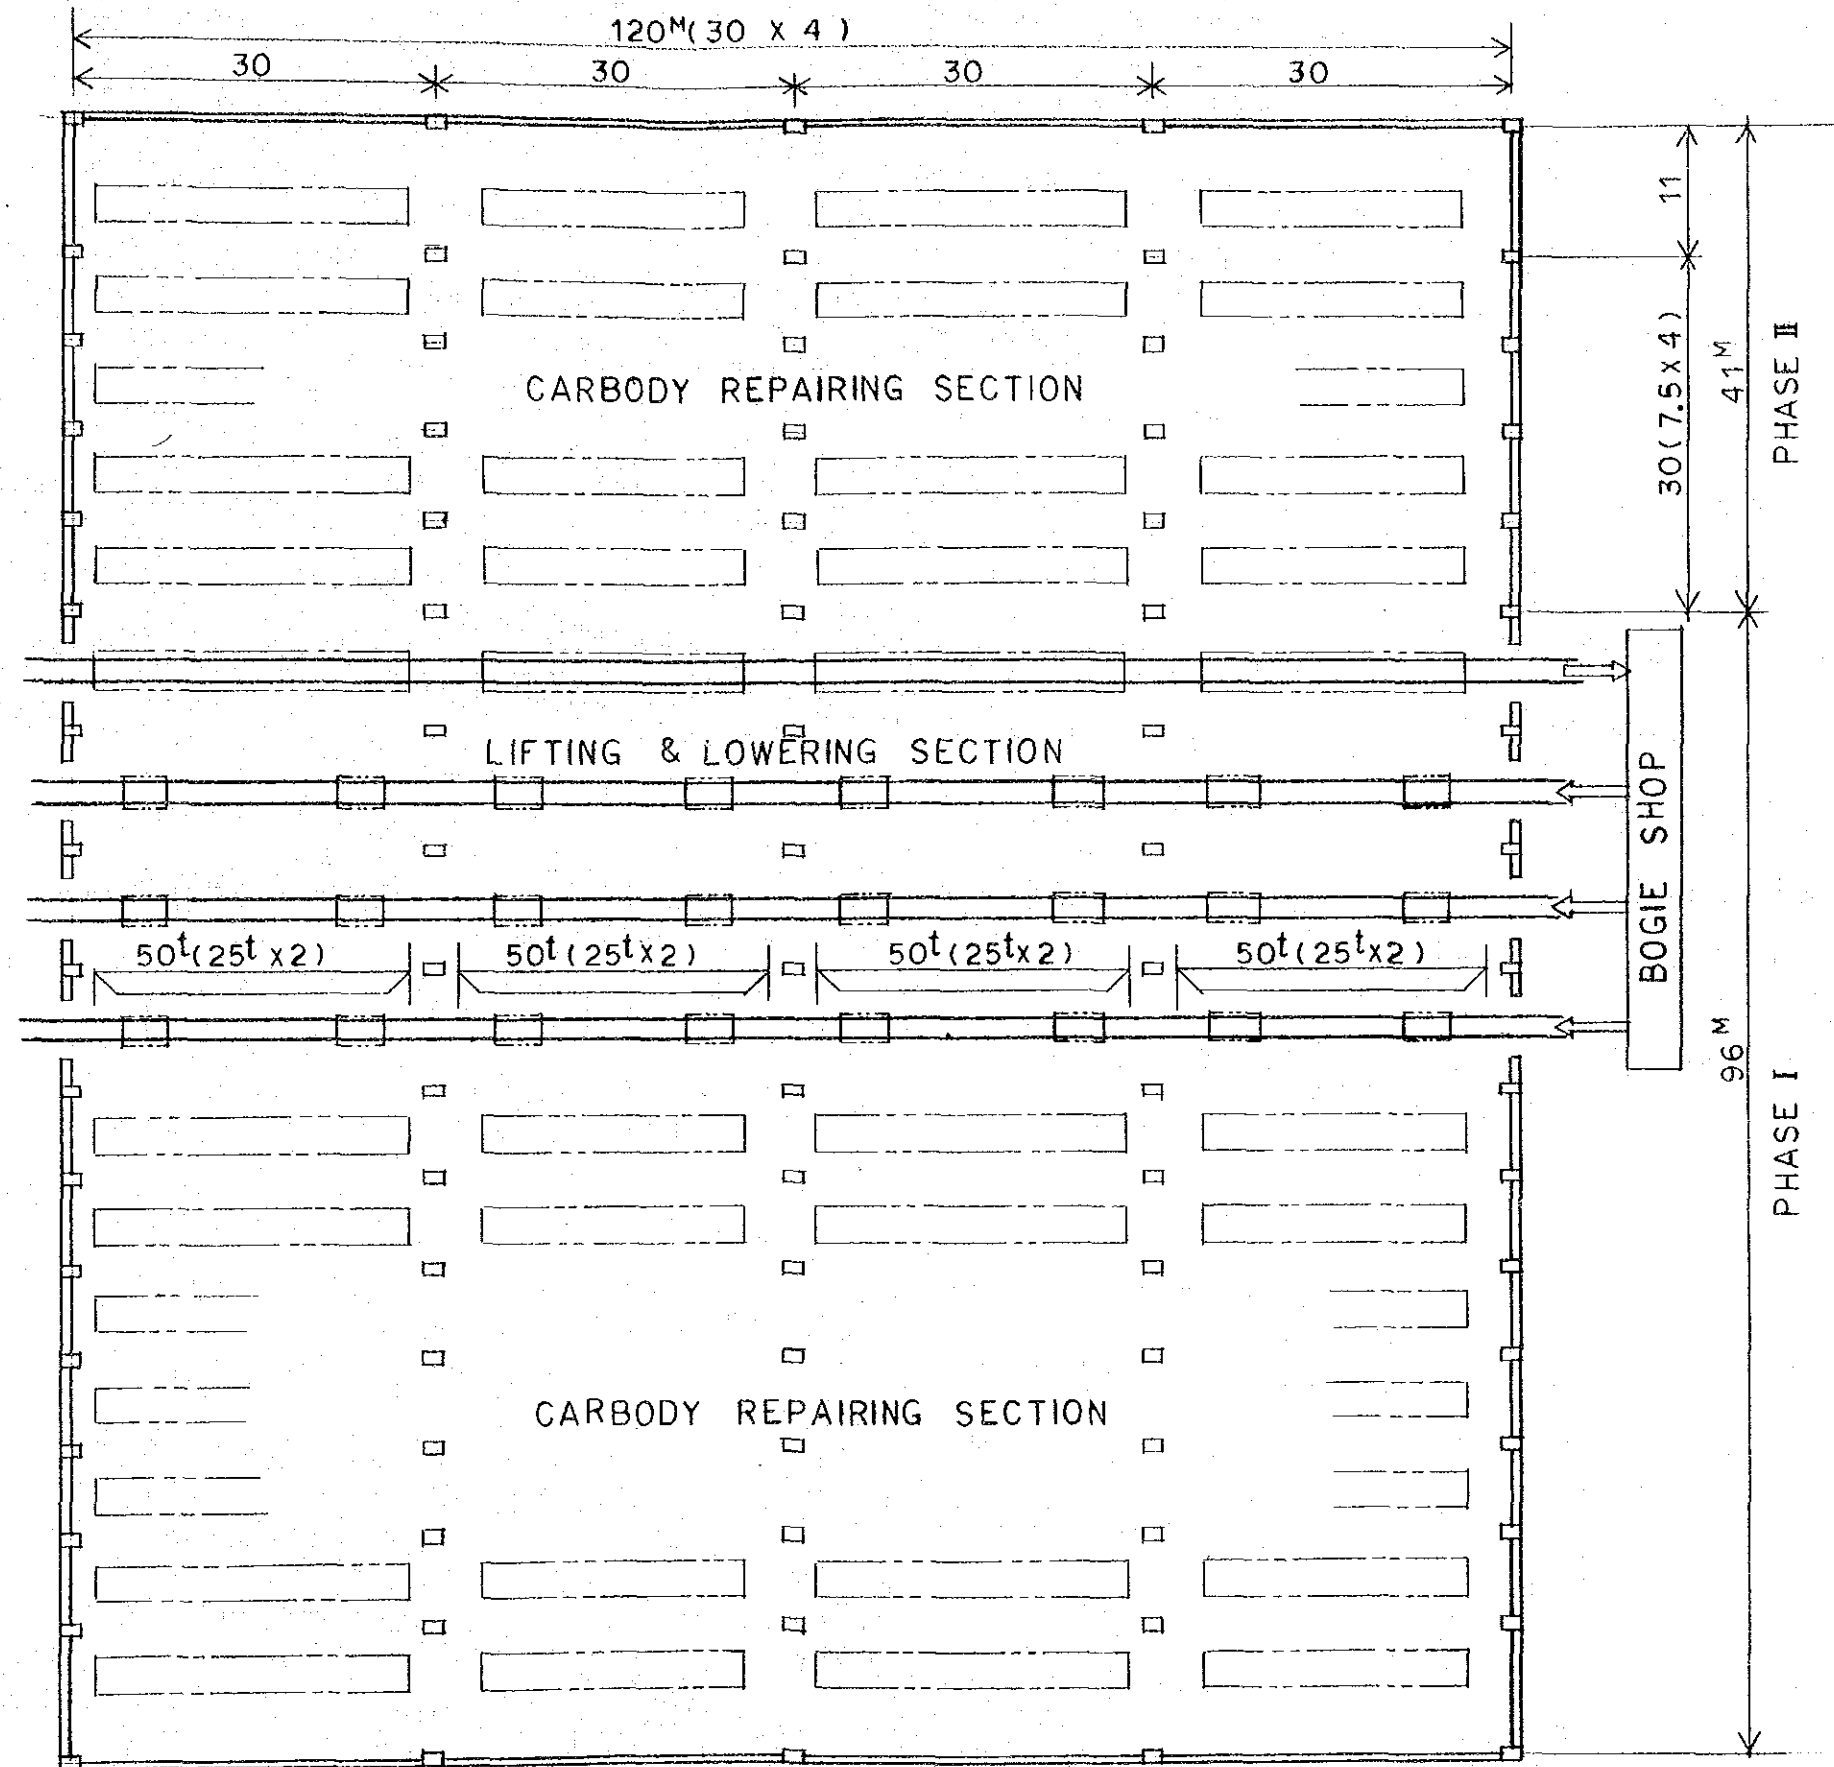 120M(30 X 4)
30 30 30 30
11
30(7.5X4)
41M
PHASE II
CARBODY REPAIRING SECTION
LIFTING & LOWERING SECTION
BOGIE SHOP
50t(25t x2) 50t(25tx2) 50t(25tx2) 50t(25tx2)
96M
PHASE I
CARBODY REPAIRING SECTION